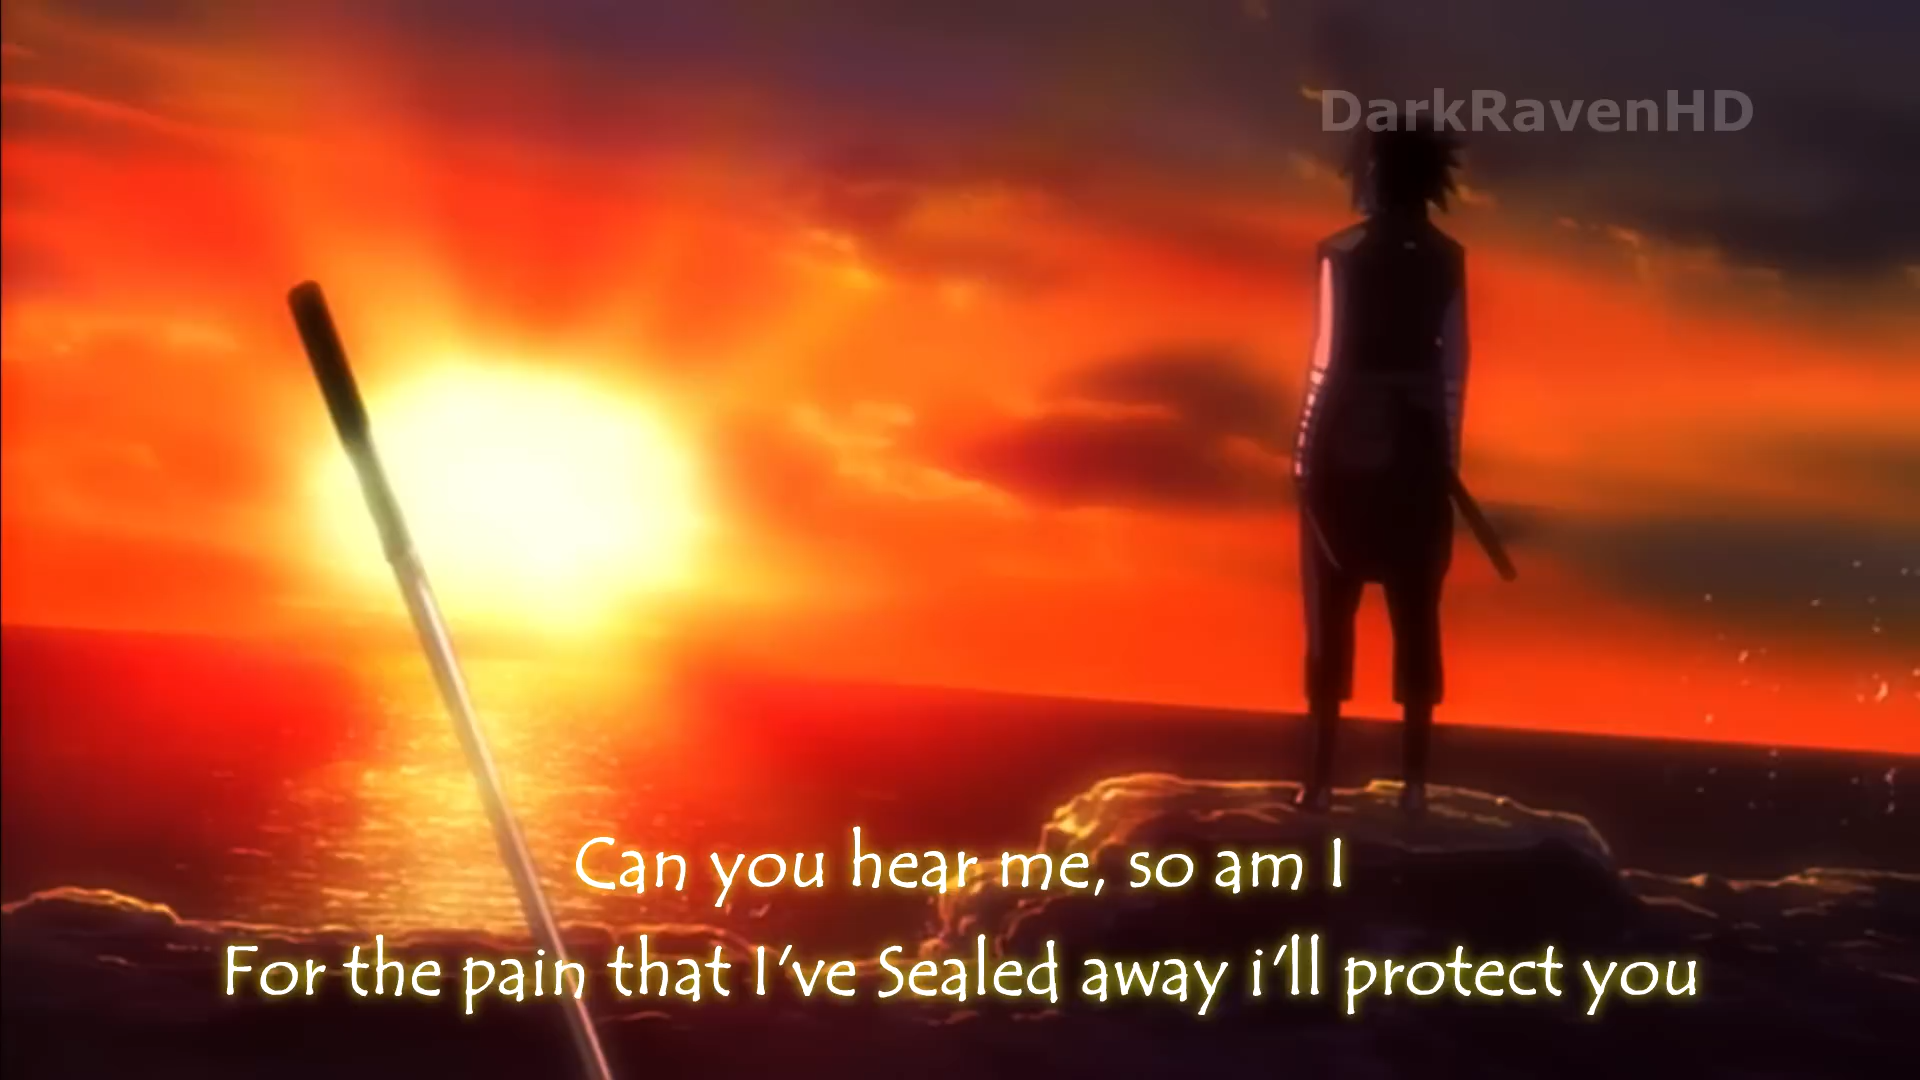 DarkRavenHD
Can you hear me, so am I
For the pain that I've Sealed away i'll protect you